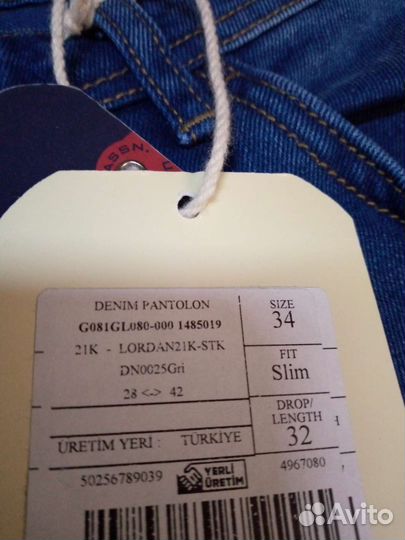 ASSN.
DENIM PANTOLON
G081GL080-000 1485019
21K - LORDAN21K-STK
DN0025Gri
28 <-> 42
ÜRETİM YERİ : TÜRKİYE
SIZE
34
FIT
Slim
DROP/
LENGTH
32
50256789039
YERLİ
ÜRETİM
4967080
Avito